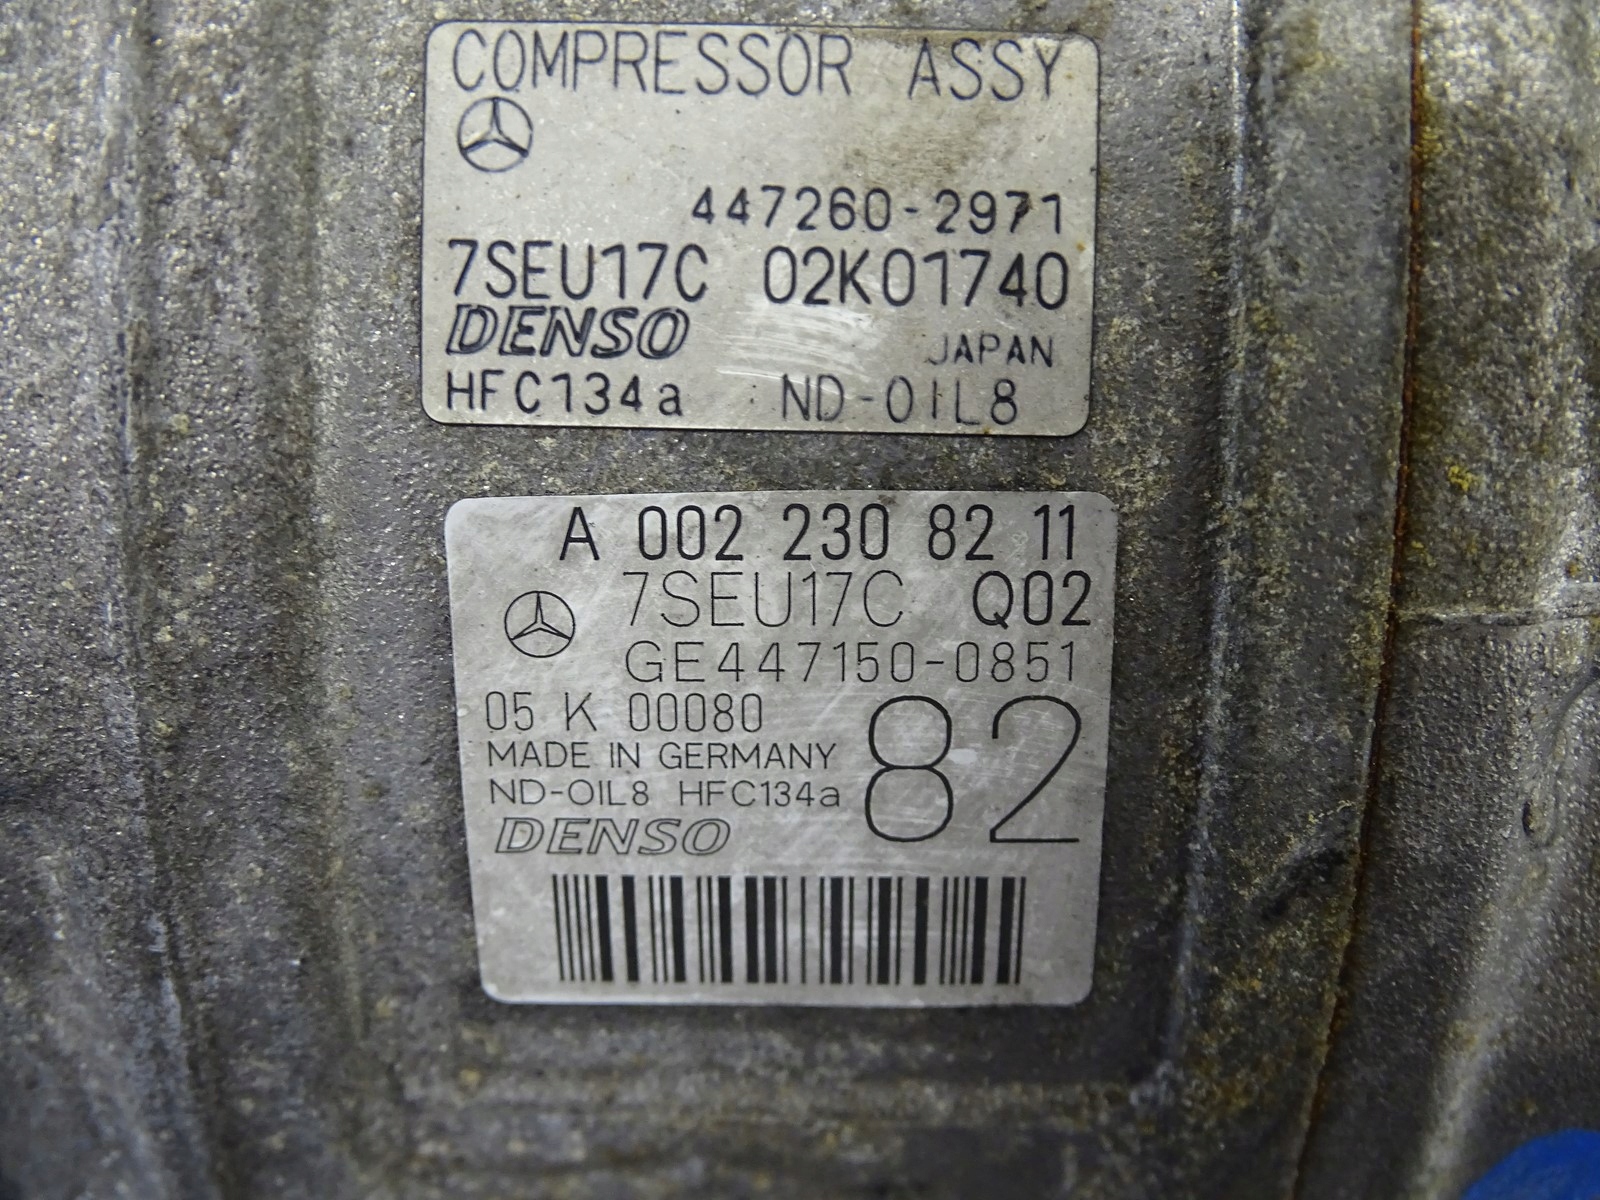 COMPRESSOR ASSY
447260-2971
7SEU17C 02K01740
DENSO JAPAN
HFC134a ND-OIL8
A 002 230 82 11
7SEU17C Q02
GE447150-0851
05 K 00080
82
MADE IN GERMANY
ND-OIL8 HFC134a
DENSO